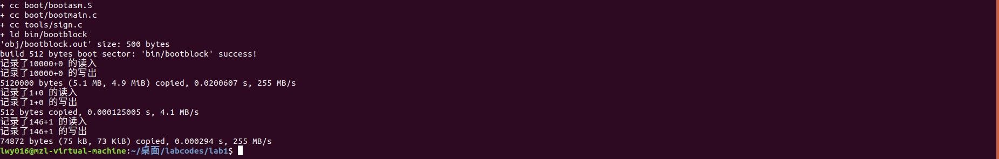 + cc boot/bootasm.S
+ cc boot/bootmain.c
+ cc tools/sign.c
+ ld bin/bootblock
'obj/bootblock.out' size: 500 bytes
build 512 bytes boot sector: 'bin/bootblock' success!
记录了10000+0 的读入
记录了10000+0 的写出
5120000 bytes (5.1 MB, 4.9 MiB) copied, 0.0200607 s, 255 MB/s
记录了1+0 的读入
记录了1+0 的写出
512 bytes copied, 0.000125005 s, 4.1 MB/s
记录了146+1 的读入
记录了146+1 的写出
74872 bytes (75 kB, 73 KiB) copied, 0.000294 s, 255 MB/s
lwy016@mzl-virtual-machine:~/桌面/labcodes/lab1$